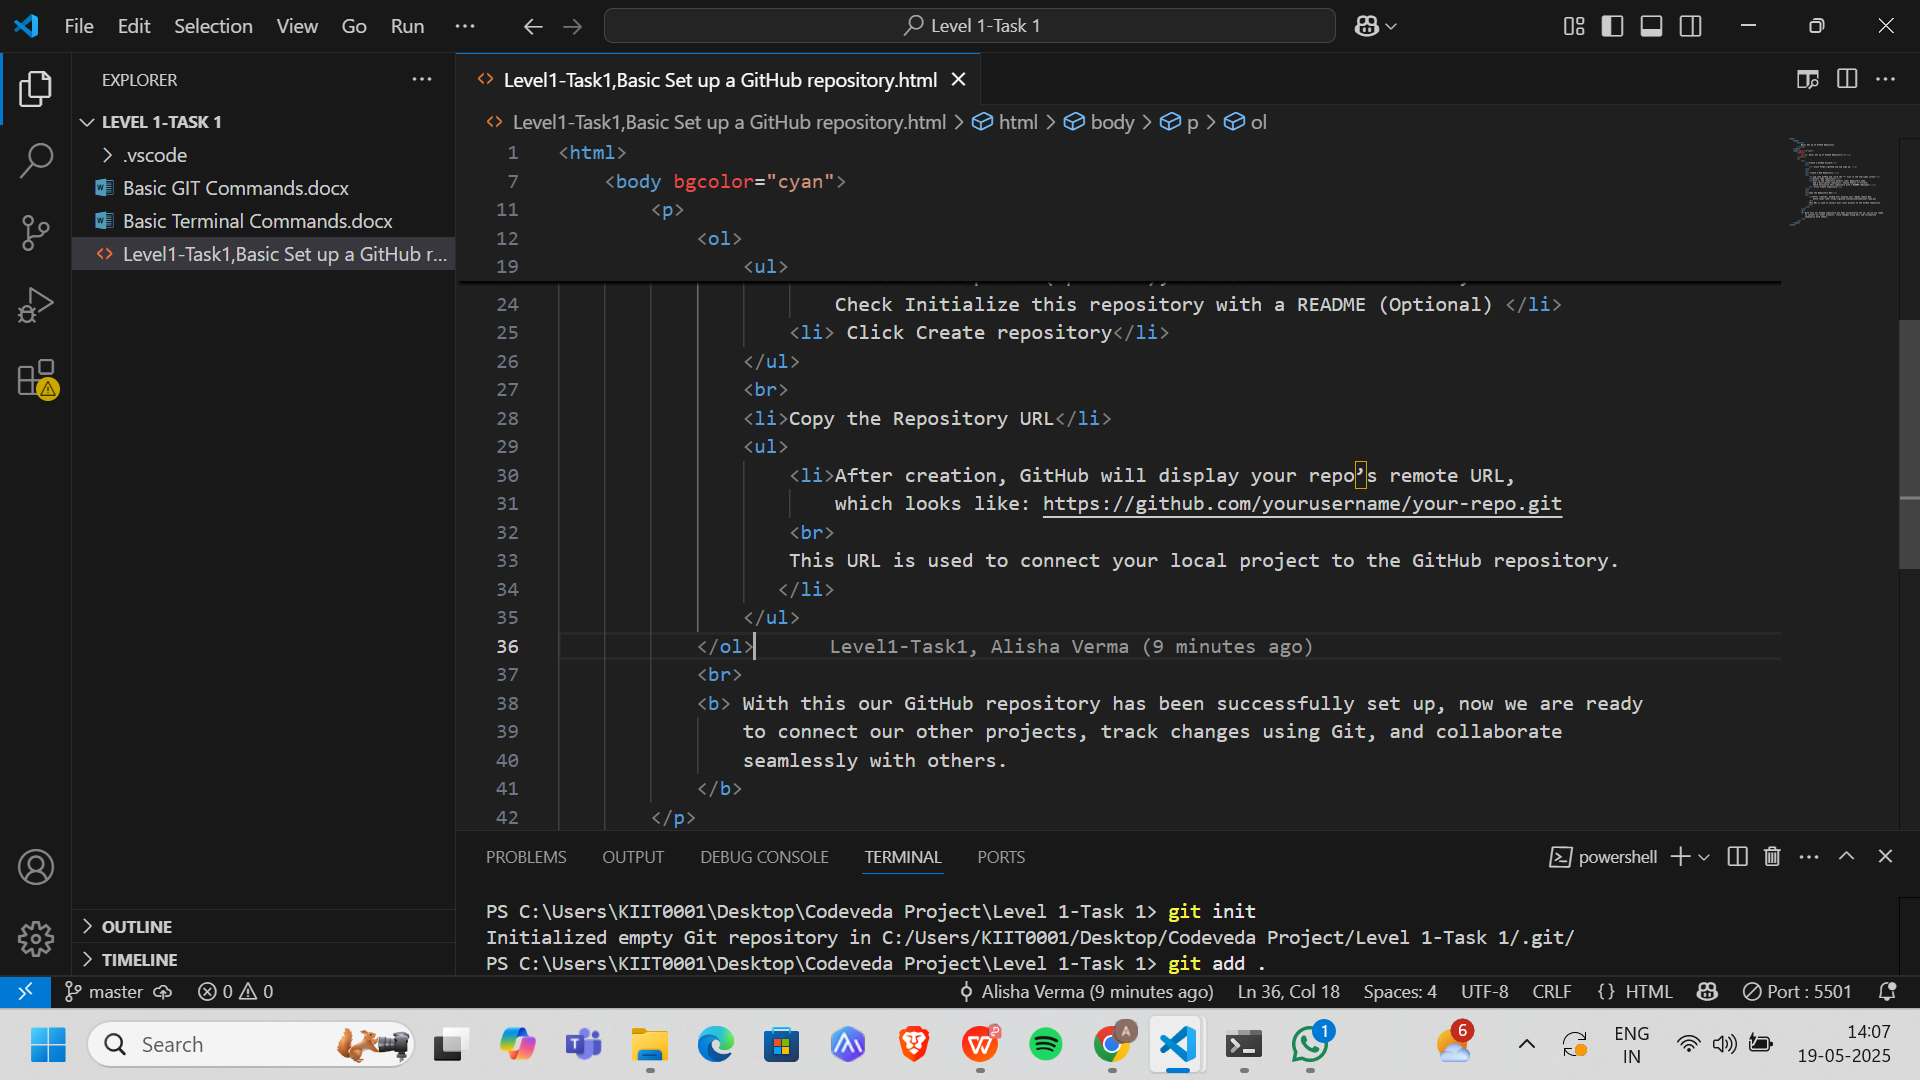 File Edit Selection View Go Run ···
Level 1-Task 1
EXPLORER
Level1-Task1,Basic Set up a GitHub repository.html
LEVEL 1-TASK 1
.vscode
Basic GIT Commands.docx
Basic Terminal Commands.docx
Level1-Task1,Basic Set up a GitHub r...
Level1-Task1,Basic Set up a GitHub repository.html > html > body > p > ol
1 <html>
7 <body bgcolor="cyan">
11 <p>
12 <ol>
19 <ul>
24 Check Initialize this repository with a README (Optional) </li>
25 <li> Click Create repository</li>
26 </ul>
27 <br>
28 <li>Copy the Repository URL</li>
29 <ul>
30 <li>After creation, GitHub will display your repo’s remote URL,
31 which looks like: https://github.com/yourusername/your-repo.git
32 <br>
33 This URL is used to connect your local project to the GitHub repository.
34 </li>
35 </ul>
36 </ol> Level1-Task1, Alisha Verma (9 minutes ago)
37 <br>
38 <b> With this our GitHub repository has been successfully set up, now we are ready
39 to connect our other projects, track changes using Git, and collaborate
40 seamlessly with others.
41 </b>
42 </p>
PROBLEMS OUTPUT DEBUG CONSOLE TERMINAL PORTS
powershell
PS C:\Users\KIIT0001\Desktop\Codeveda Project\Level 1-Task 1> git init
Initialized empty Git repository in C:/Users/KIIT0001/Desktop/Codeveda Project/Level 1-Task 1/.git/
PS C:\Users\KIIT0001\Desktop\Codeveda Project\Level 1-Task 1> git add .
OUTLINE
TIMELINE
master 0 0 Alisha Verma (9 minutes ago) Ln 36, Col 18 Spaces: 4 UTF-8 CRLF {} HTML Port : 5501
Search
A
1
6
ENG
IN
14:07
19-05-2025